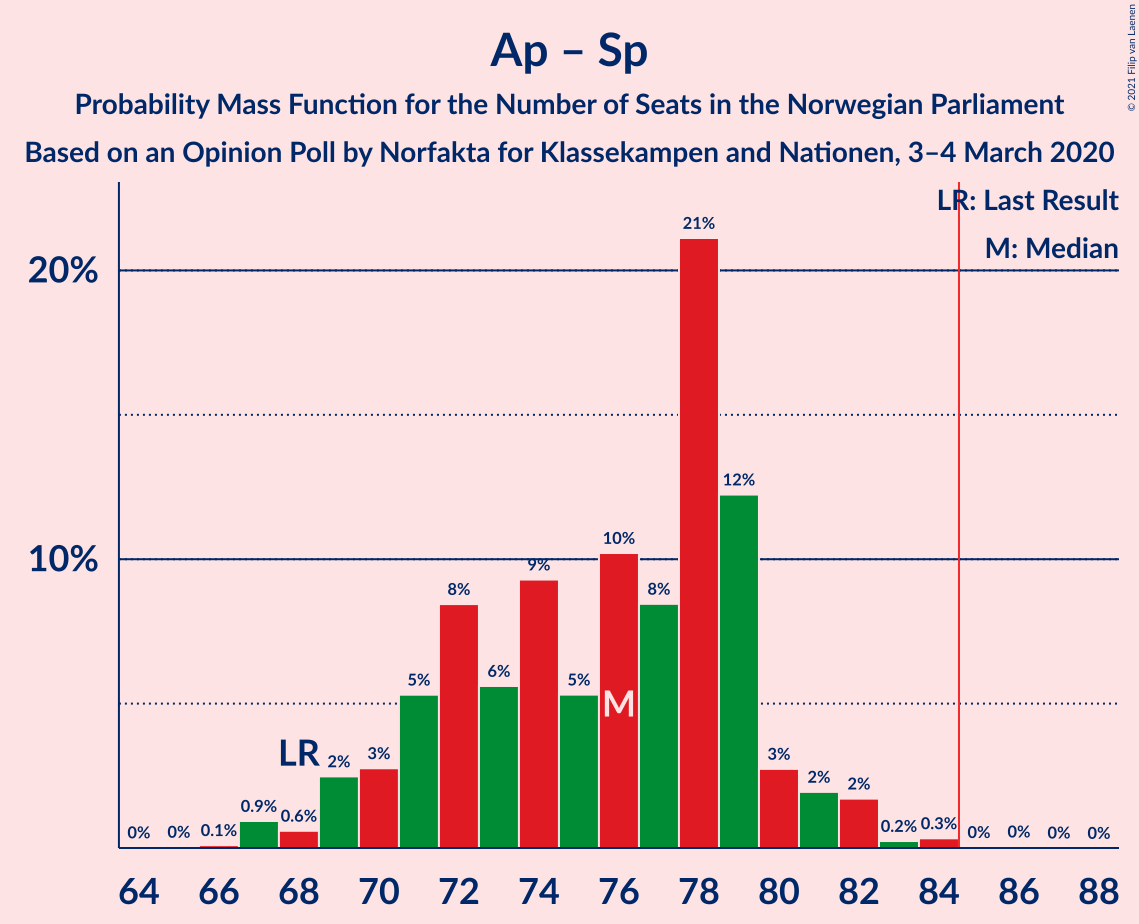 Ap – Sp
Probability Mass Function for the Number of Seats in the Norwegian Parliament
Based on an Opinion Poll by Norfakta for Klassekampen and Nationen, 3–4 March 2020
© 2021 Filip van Laenen
LR: Last Result
M: Median
20%
10%
0% 0% 0.1% 0.9% 0.6% 2% 3% 5% 8% 6% 9% 5% 10% 8% 21% 12% 3% 2% 2% 0.2% 0.3% 0% 0% 0% 0%
LR
M
64 66 68 70 72 74 76 78 80 82 84 86 88